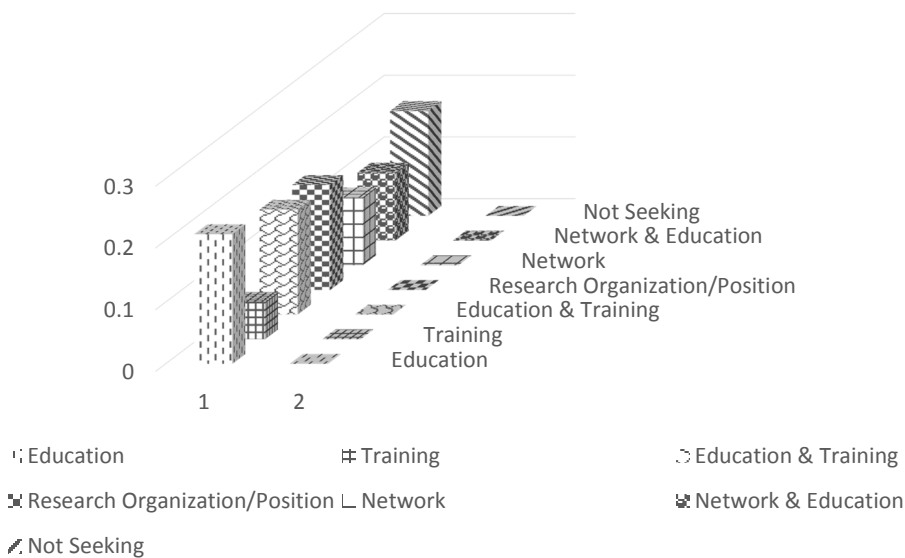 0.3
0.2
0.1
0
Not Seeking
Network & Education
Network
Research Organization/Position
Education & Training
Training
Education
1 2
Education Training Education & Training
Research Organization/Position Network Network & Education
Not Seeking